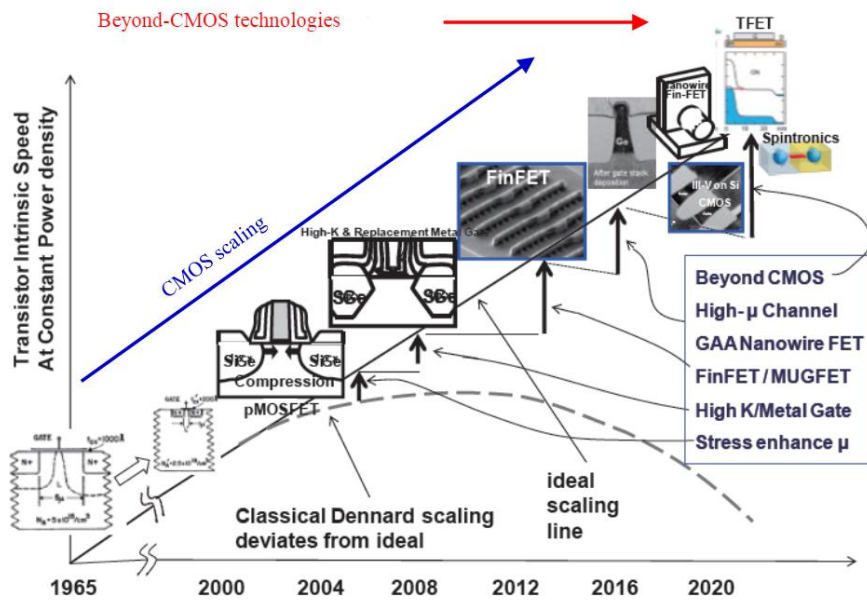 Beyond-CMOS technologies
TFET
CMOS scaling
Transistor Intrinsic Speed
At Constant Power density
Fin-FET
ON
Spintronics
Ge
After gate stack
deposition
FinFET
III-V on Si
CMOS
High-K & Replacement Metal Gate
SiGe
SiGe
SiGe
SiGe
Compression
pMOSFET
Beyond CMOS
High-μ Channel
GAA Nanowire FET
FinFET / MUGFET
High K/Metal Gate
Stress enhance μ
GATE
GATE
N+
N+
L
5μ
ideal
scaling
line
Classical Dennard scaling
deviates from ideal
1965
2000
2004
2008
2012
2016
2020